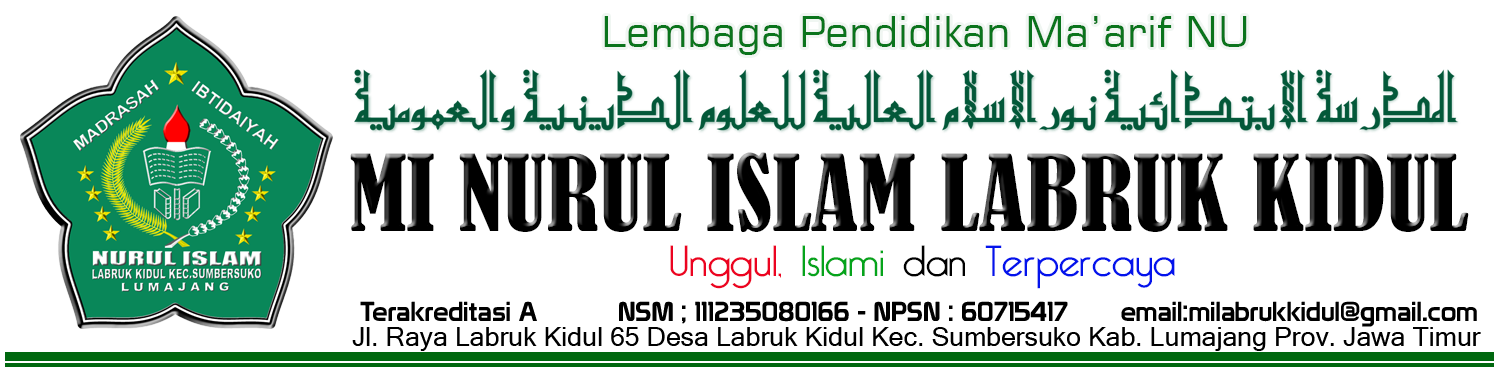 MADRASAH IBTIDAIYAH
NURUL ISLAM
LABRUK KIDUL KEC.SUMBERSUKO
LUMAJANG
Lembaga Pendidikan Ma'arif NU
المدرسة الابتدائية نور الاسلام العالية للعلوم الدينية والعمومية
MI NURUL ISLAM LABRUK KIDUL
Unggul, Islami dan Terpercaya
Terakreditasi A NSM ; 111235080166 - NPSN : 60715417 email:milabrukkidul@gmail.com
Jl. Raya Labruk Kidul 65 Desa Labruk Kidul Kec. Sumbersuko Kab. Lumajang Prov. Jawa Timur